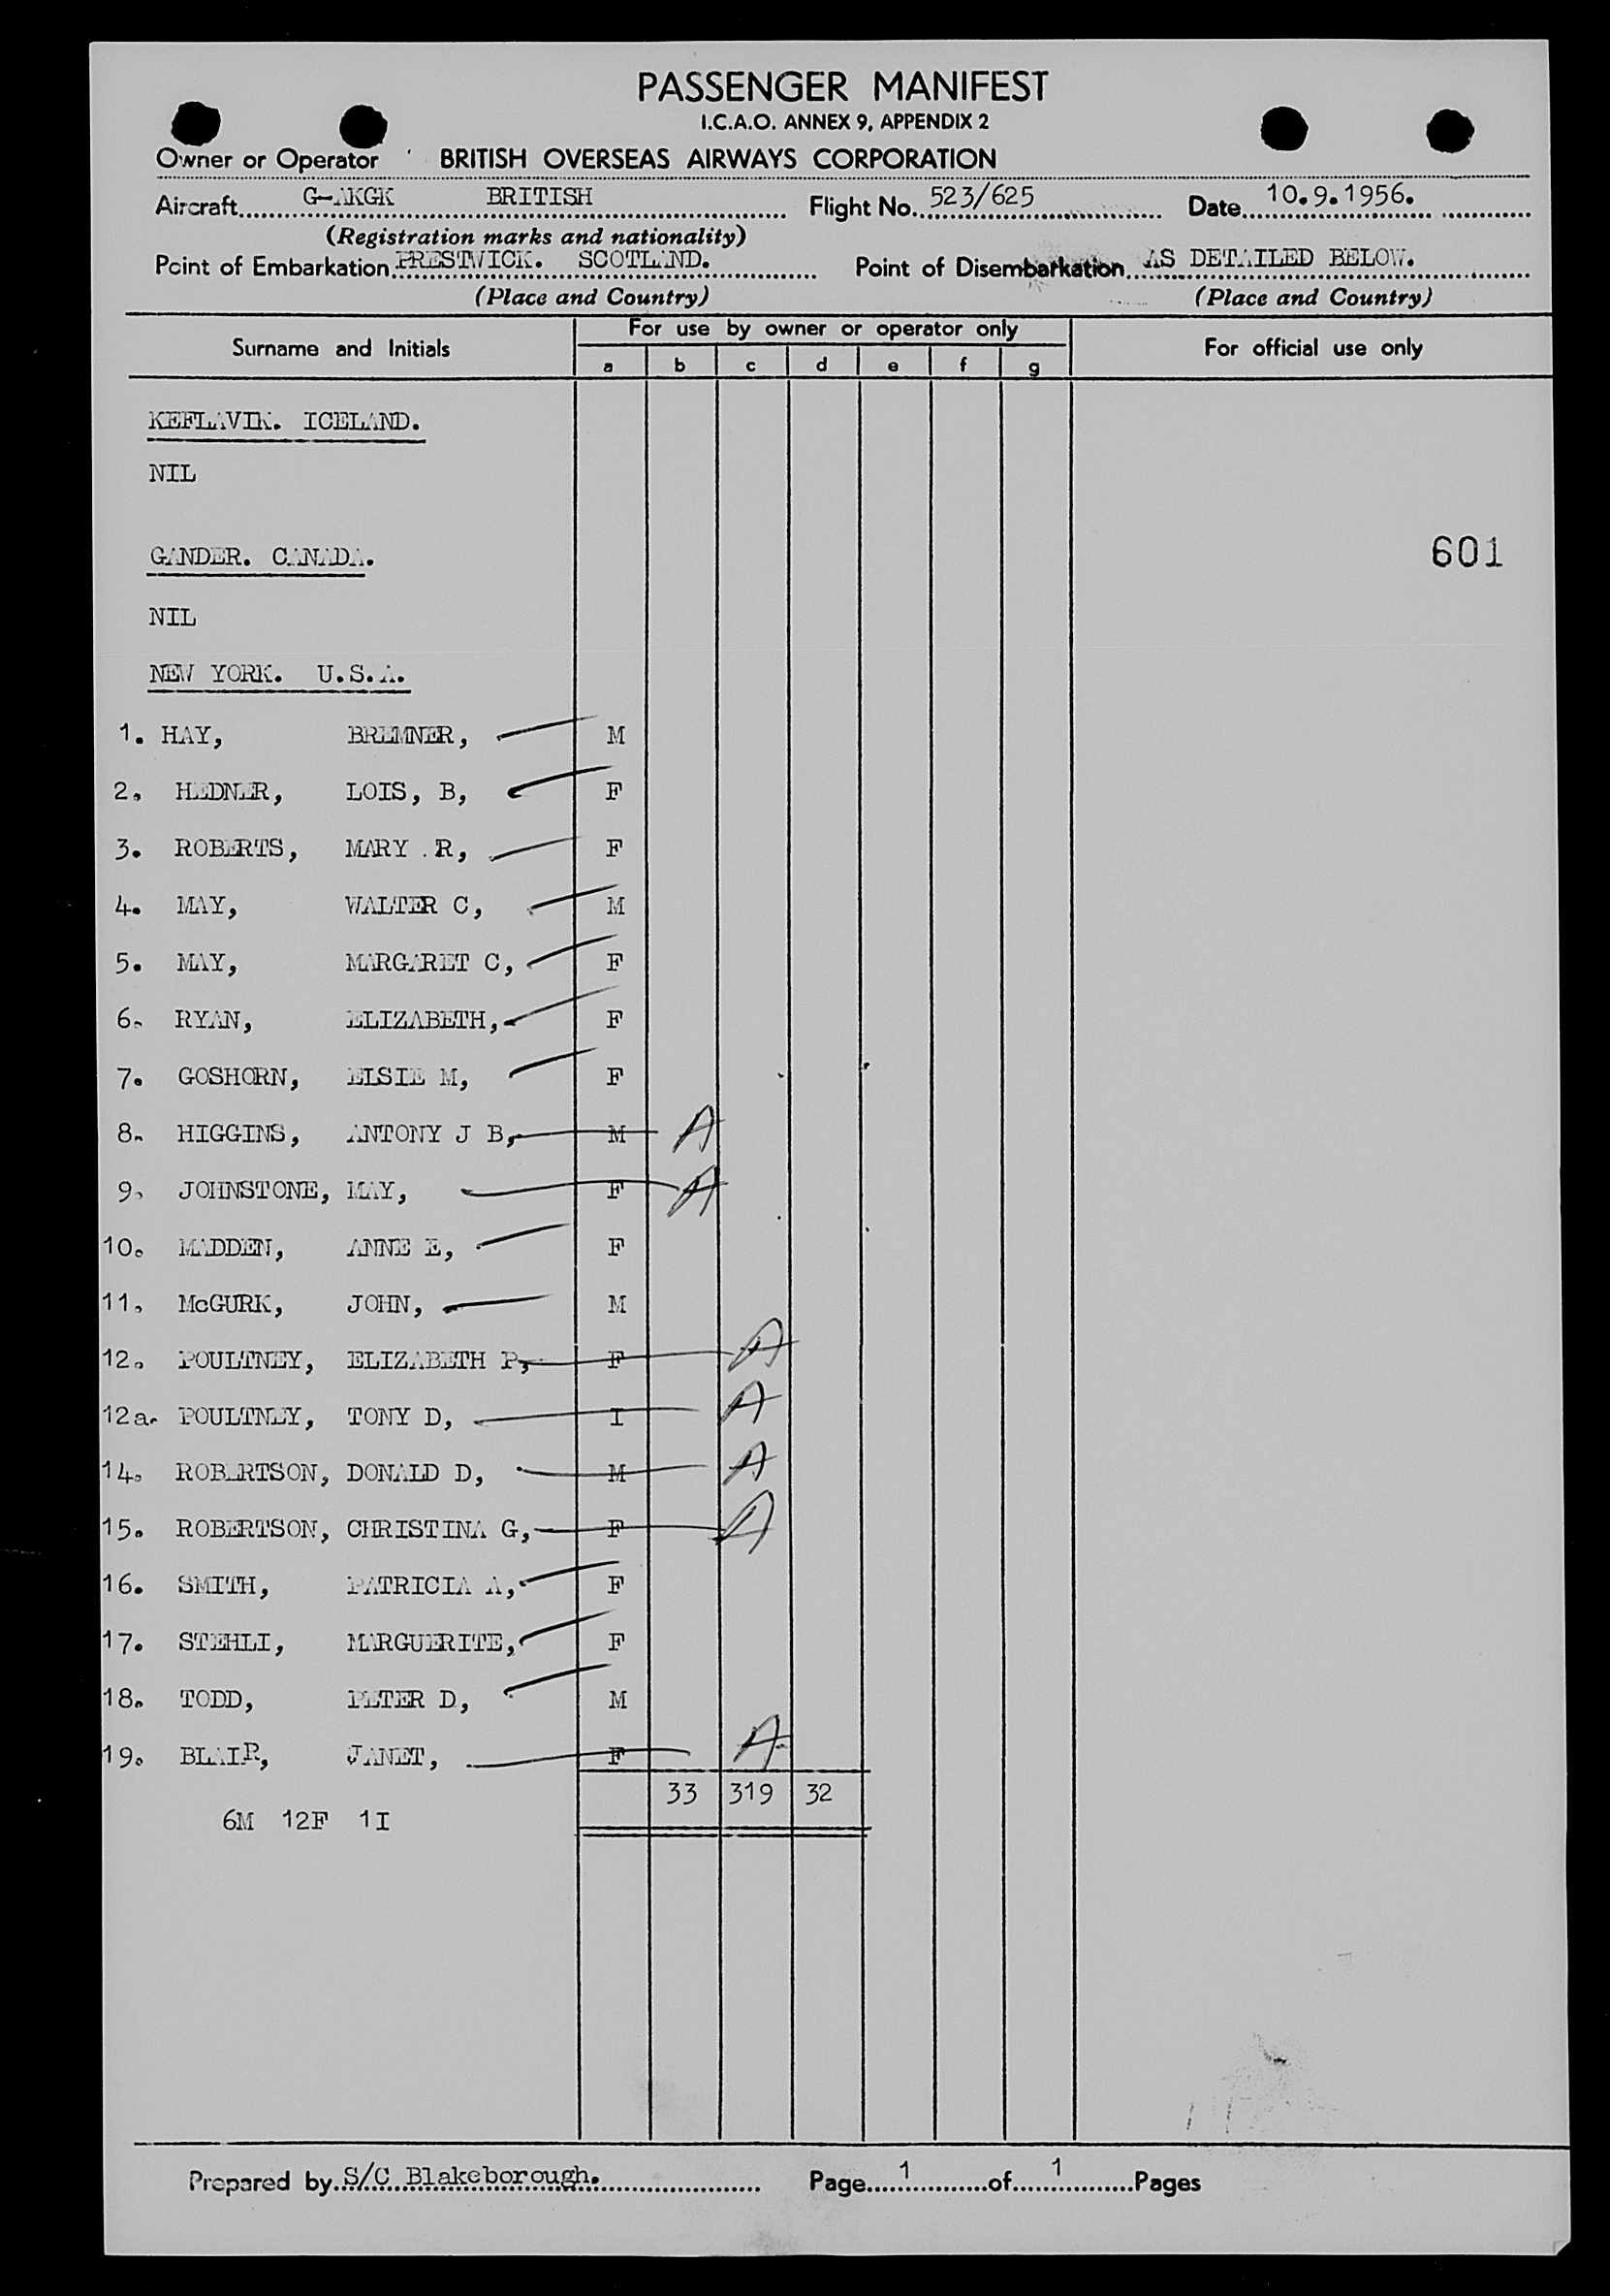 PASSENGER MANIFEST
I.C.A.O. ANNEX 9, APPENDIX 2
Owner or Operator BRITISH OVERSEAS AIRWAYS CORPORATION
Aircraft G-AKGK BRITISH Flight No. 523/625 Date 10.9.1956.
(Registration marks and nationality)
Point of Embarkation PRESTWICK. SCOTLAND. Point of Disembarkation AS DETAILED BELOW.
(Place and Country) (Place and Country)
Surname and Initials For use by owner or operator only For official use only
a b c d e f g
KEFLAVIK. ICELAND.
NIL
GANDER. CANADA. 601
NIL
NEW YORK. U.S.A.
1. HAY, BREMNER, M
2. HEDNER, LOIS, B, F
3. ROBERTS, MARY .R, F
4. MAY, WALTER C, M
5. MAY, MARGARET C, F
6. RYAN, ELIZABETH, F
7. GOSHORN, ELSIE M, F
8. HIGGINS, ANTONY J B, M A
9. JOHNSTONE, MAY, F A
10. MADDEN, ANNE E, F
11. McGURK, JOHN, M
12. POULTNEY, ELIZABETH P, F A
12a. POULTNEY, TONY D, I A
14. ROBERTSON, DONALD D, M A
15. ROBERTSON, CHRISTINA G, F A
16. SMITH, PATRICIA A, F
17. STEHLI, MARGUERITE, F
18. TODD, PETER D, M
19. BLAIR, JANET, F A
33 319 32
6M 12F 1I
Prepared by S/C Blakeborough. Page 1 of 1 Pages